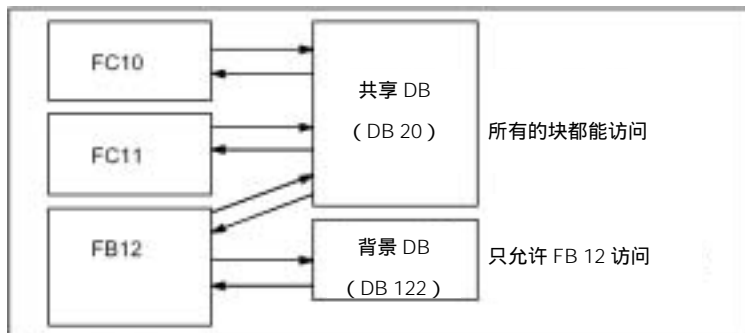 FC10
共享 DB
（DB 20）
所有的块都能访问
FC11
FB12
背景 DB
（DB 122）
只允许 FB 12 访问